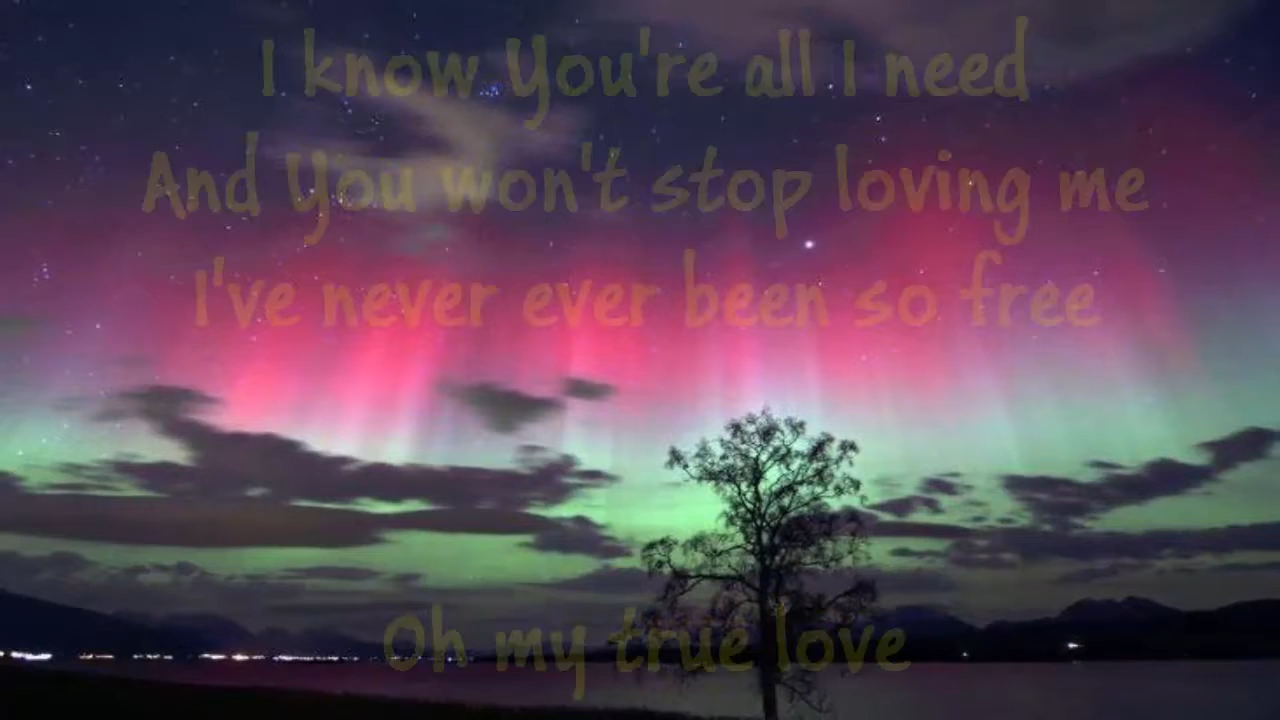 I know You're all I need
And You won't stop loving me
I've never ever been so free
Oh my true love